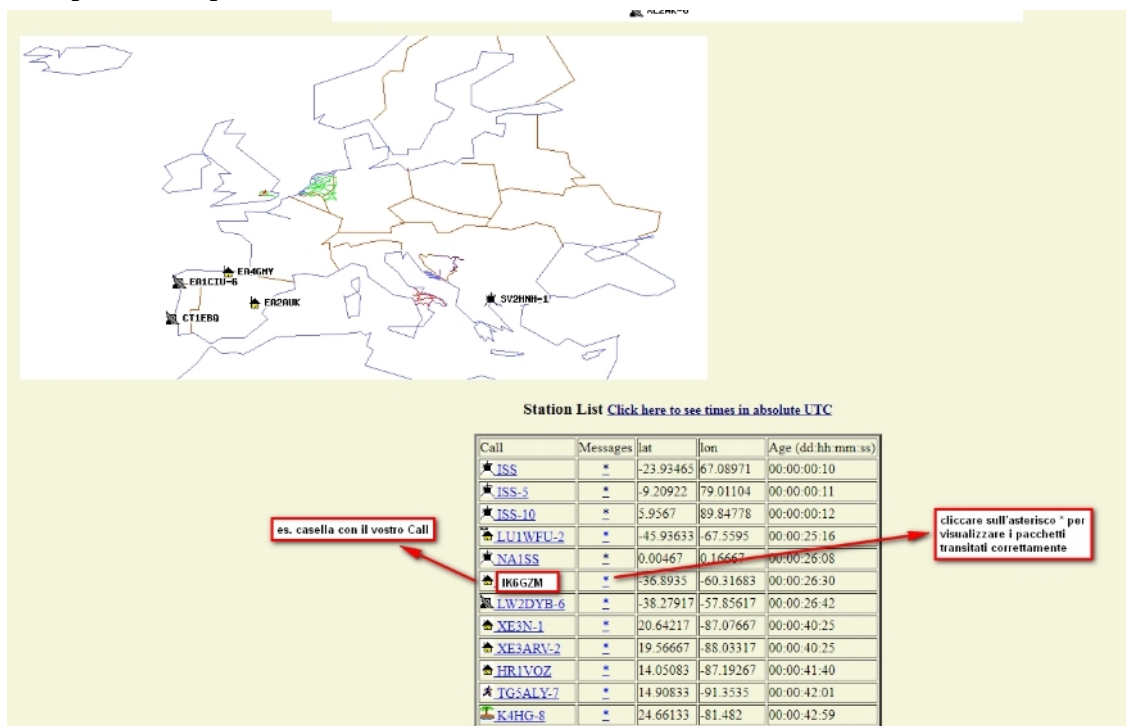 EA4GMY
EA1CIU-6
EA2AUK
SV2HNH-1
CT1EBQ
Station List Click here to see times in absolute UTC
Call Messages lat lon Age (dd:hh:mm:ss)
ISS * -23.93465 67.08971 00:00:00:10
ISS-5 * -9.20922 79.01104 00:00:00:11
ISS-10 * 5.9567 89.84778 00:00:00:12
LU1WFU-2 * -45.93633 -67.5595 00:00:25:16
NA1SS * 0.00467 0.16667 00:00:26:08
IK6GZM * -36.8935 -60.31683 00:00:26:30
LW2DYB-6 * -38.27917 -57.85617 00:00:26:42
XE3N-1 * 20.64217 -87.07667 00:00:40:25
XE3ARV-2 * 19.56667 -88.03317 00:00:40:25
HR1VOZ * 14.05083 -87.19267 00:00:41:40
TG5ALY-7 * 14.90833 -91.3535 00:00:42:01
K4HG-8 * 24.66133 -81.482 00:00:42:59
es. casella con il vostro Call
cliccare sull'asterisco * per
visualizzare i pacchetti
transitati correttamente